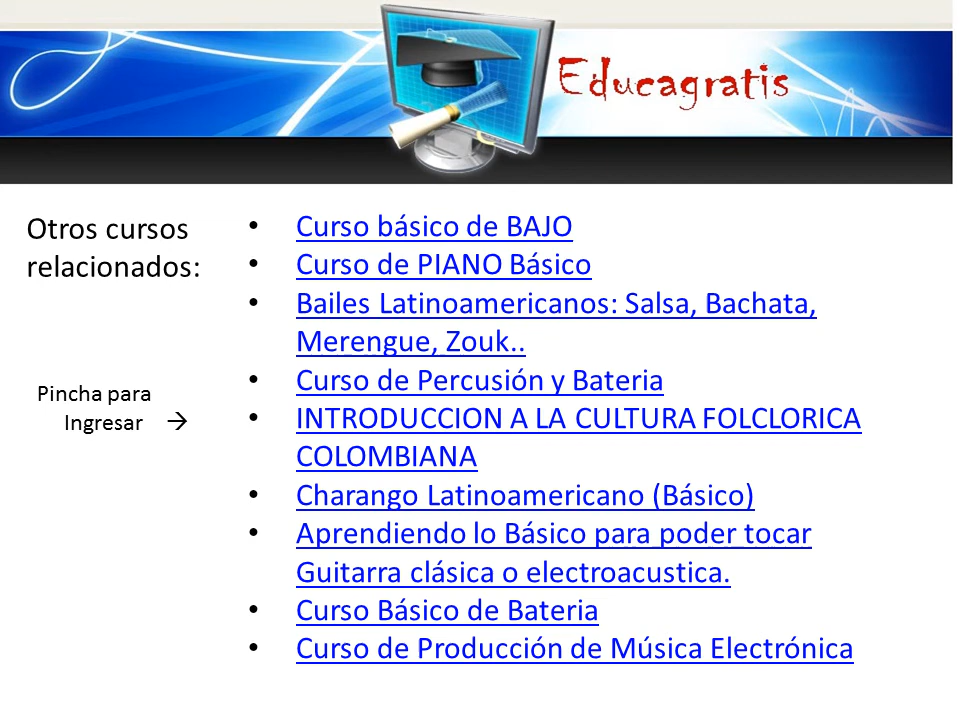 Educagratis
Otros cursos
relacionados:
Pincha para
Ingresar →
• Curso básico de BAJO
• Curso de PIANO Básico
• Bailes Latinoamericanos: Salsa, Bachata,
Merengue, Zouk..
• Curso de Percusión y Bateria
• INTRODUCCION A LA CULTURA FOLCLORICA
COLOMBIANA
• Charango Latinoamericano (Básico)
• Aprendiendo lo Básico para poder tocar
Guitarra clásica o electroacustica.
• Curso Básico de Bateria
• Curso de Producción de Música Electrónica